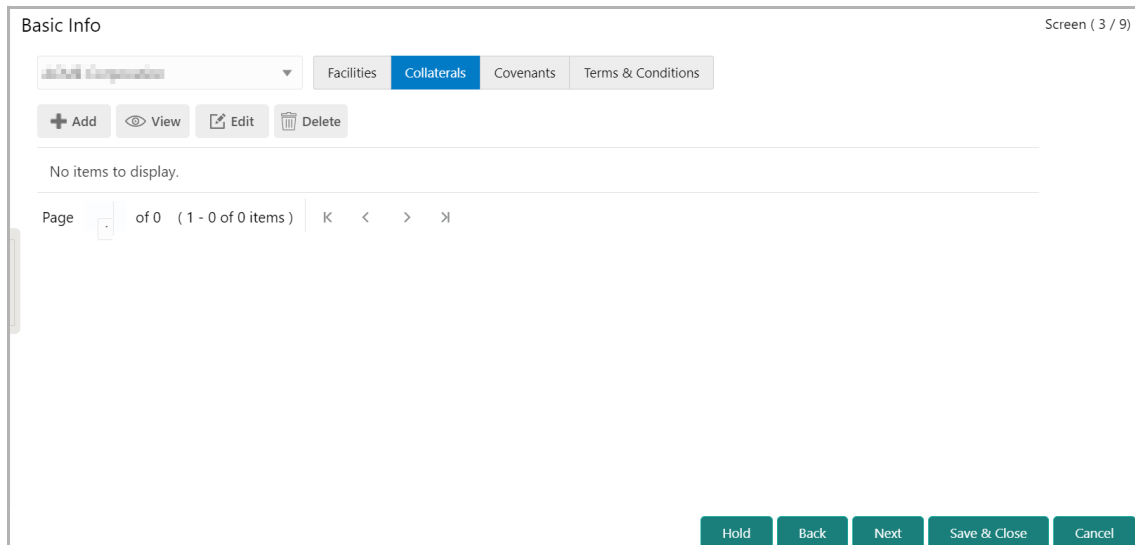 Basic Info
Screen ( 3 / 9)
Facilities Collaterals Covenants Terms & Conditions
Add View Edit Delete
No items to display.
Page of 0 ( 1 - 0 of 0 items )
Hold Back Next Save & Close Cancel